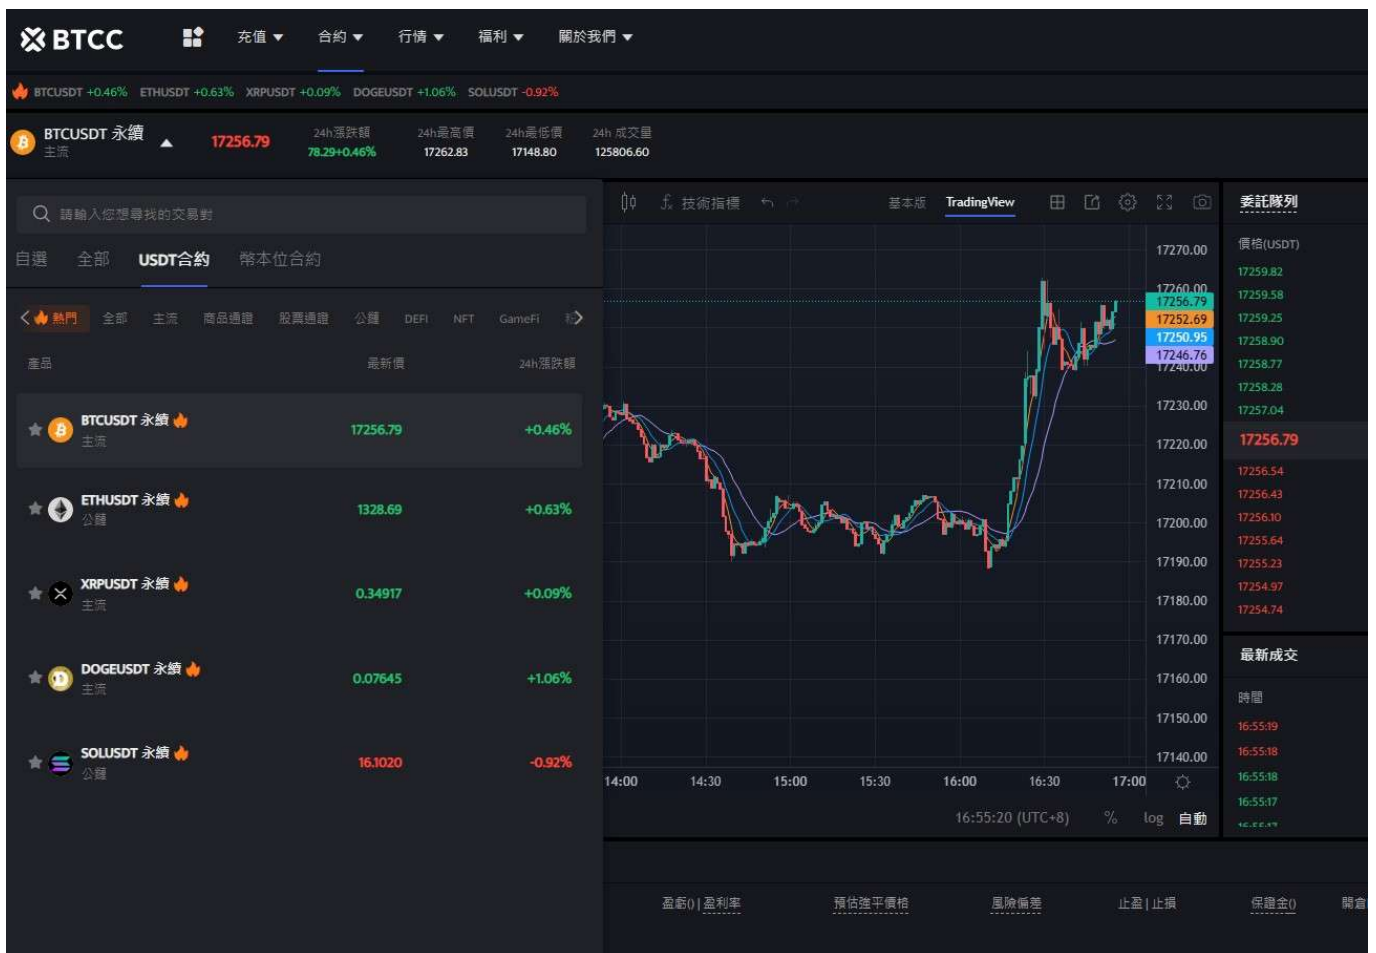 BTCC 充值 合約 行情 福利 關於我們
BTCUSDT +0.46% ETHUSDT +0.63% XRPUSDT +0.09% DOGEUSDT +1.06% SOLUSDT -0.92%
BTCUSDT 永續
主流
17256.79
24h漲跌額 24h最高價 24h最低價 24h 成交量
78.29+0.46% 17262.83 17148.80 125806.60
請輸入您想尋找的交易對
自選 全部 USDT合約 幣本位合約
熱門 全部 主流 商品通證 股票通證 公鏈 DEFI NFT GameFi
產品 最新價 24h漲跌額
BTCUSDT 永續 17256.79 +0.46%
主流
ETHUSDT 永續 1328.69 +0.63%
公鏈
XRPUSDT 永續 0.34917 +0.09%
主流
DOGEUSDT 永續 0.07645 +1.06%
主流
SOLUSDT 永續 16.1020 -0.92%
公鏈
fx 技術指標 基本版 TradingView
17270.00
17260.00
17256.79
17252.69
17250.95
17246.76
17240.00
17230.00
17220.00
17210.00
17200.00
17190.00
17180.00
17170.00
17160.00
17150.00
17140.00
14:00 14:30 15:00 15:30 16:00 16:30 17:00
16:55:20 (UTC+8) % log 自動
委託隊列
價格(USDT)
17259.82
17259.58
17259.25
17258.90
17258.77
17258.28
17257.04
17256.79
17256.54
17256.43
17256.10
17255.64
17255.23
17254.97
17254.74
最新成交
時間
16:55:19
16:55:18
16:55:18
16:55:17
盈虧() | 盈利率 預估強平價格 風險偏差 止盈 | 止損 保證金() 開倉